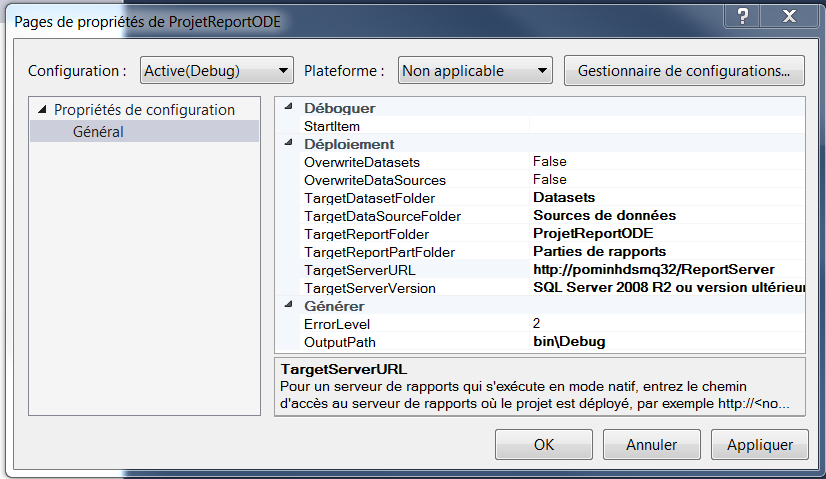 Pages de propriétés de ProjetReportODE
Configuration : Active(Debug) Plateforme : Non applicable Gestionnaire de configurations...
Propriétés de configuration
Général
Déboguer
StartItem
Déploiement
OverwriteDatasets False
OverwriteDataSources False
TargetDatasetFolder Datasets
TargetDataSourceFolder Sources de données
TargetReportFolder ProjetReportODE
TargetReportPartFolder Parties de rapports
TargetServerURL http://pominhdsmq32/ReportServer
TargetServerVersion SQL Server 2008 R2 ou version ultérieur
Générer
ErrorLevel 2
OutputPath bin\Debug
TargetServerURL
Pour un serveur de rapports qui s'exécute en mode natif, entrez le chemin
d'accès au serveur de rapports où le projet est déployé, par exemple http://<no...
OK Annuler Appliquer